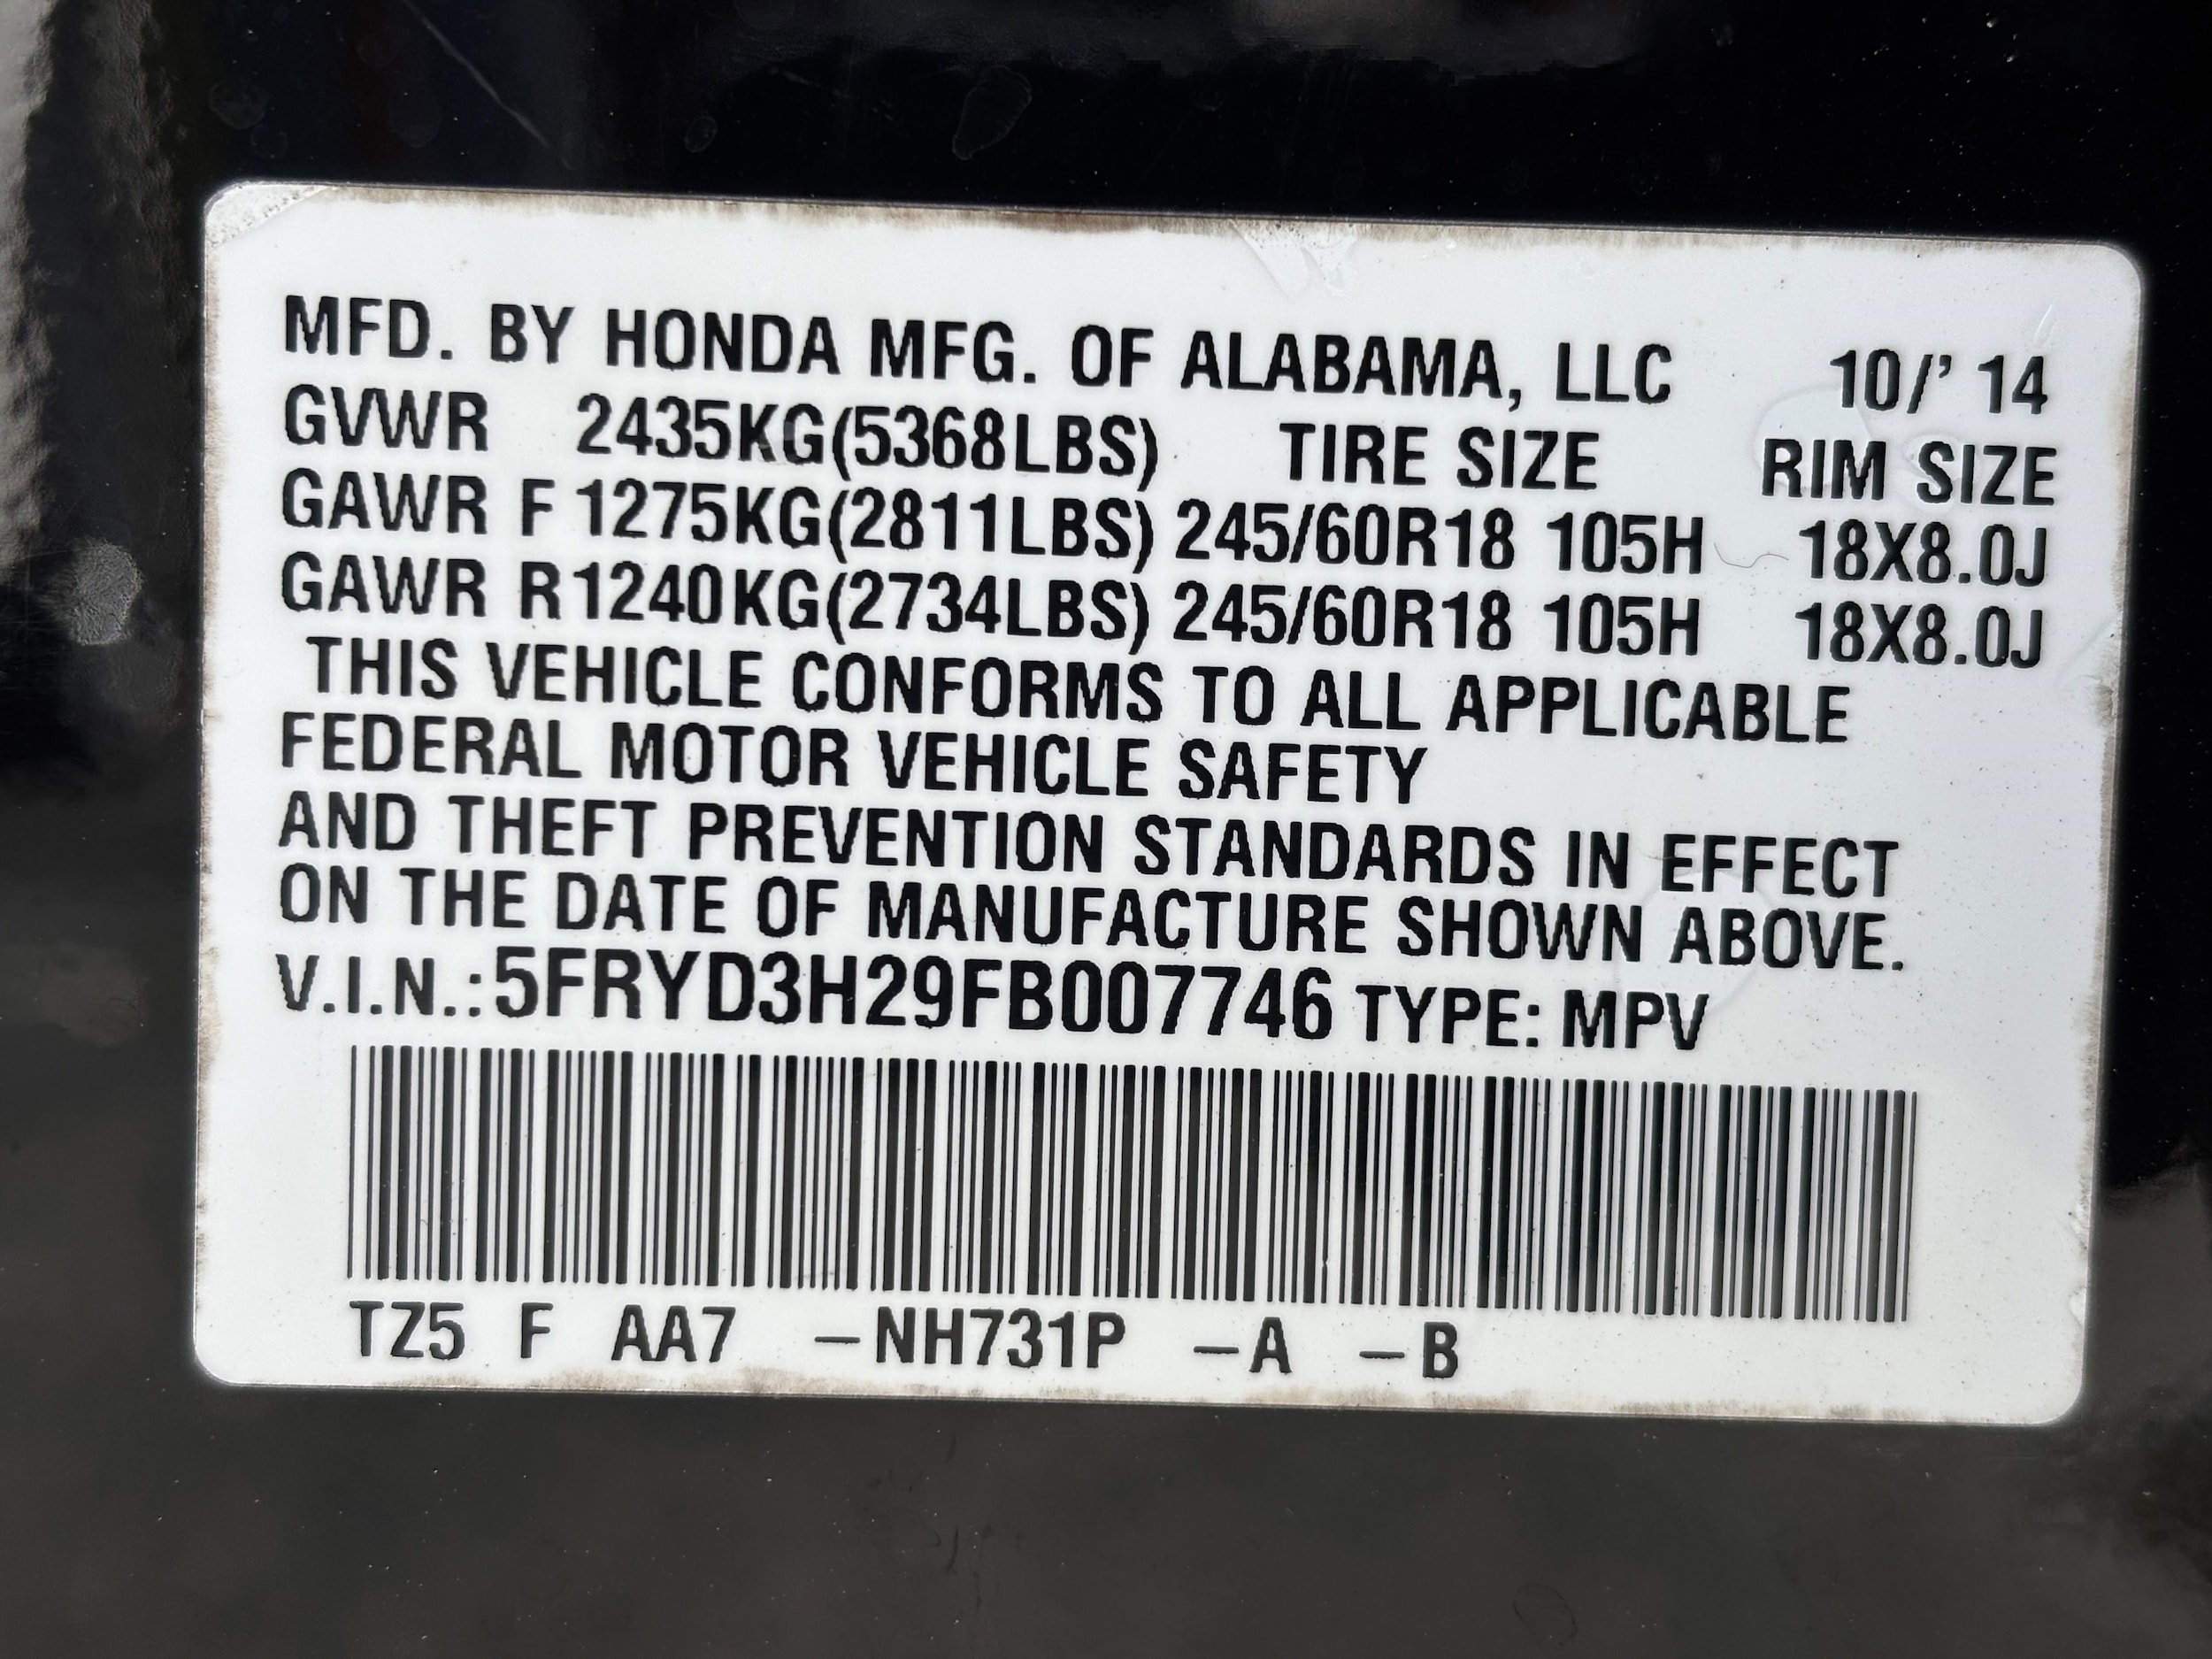 MFD. BY HONDA MFG. OF ALABAMA, LLC 10/' 14
GVWR 2435KG(5368LBS) TIRE SIZE RIM SIZE
GAWR F 1275KG(2811LBS) 245/60R18 105H 18X8.0J
GAWR R1240KG(2734LBS) 245/60R18 105H 18X8.0J
THIS VEHICLE CONFORMS TO ALL APPLICABLE
FEDERAL MOTOR VEHICLE SAFETY
AND THEFT PREVENTION STANDARDS IN EFFECT
ON THE DATE OF MANUFACTURE SHOWN ABOVE.
V.I.N.:5FRYD3H29FB007746 TYPE: MPV
TZ5 F AA7 –NH731P –A –B